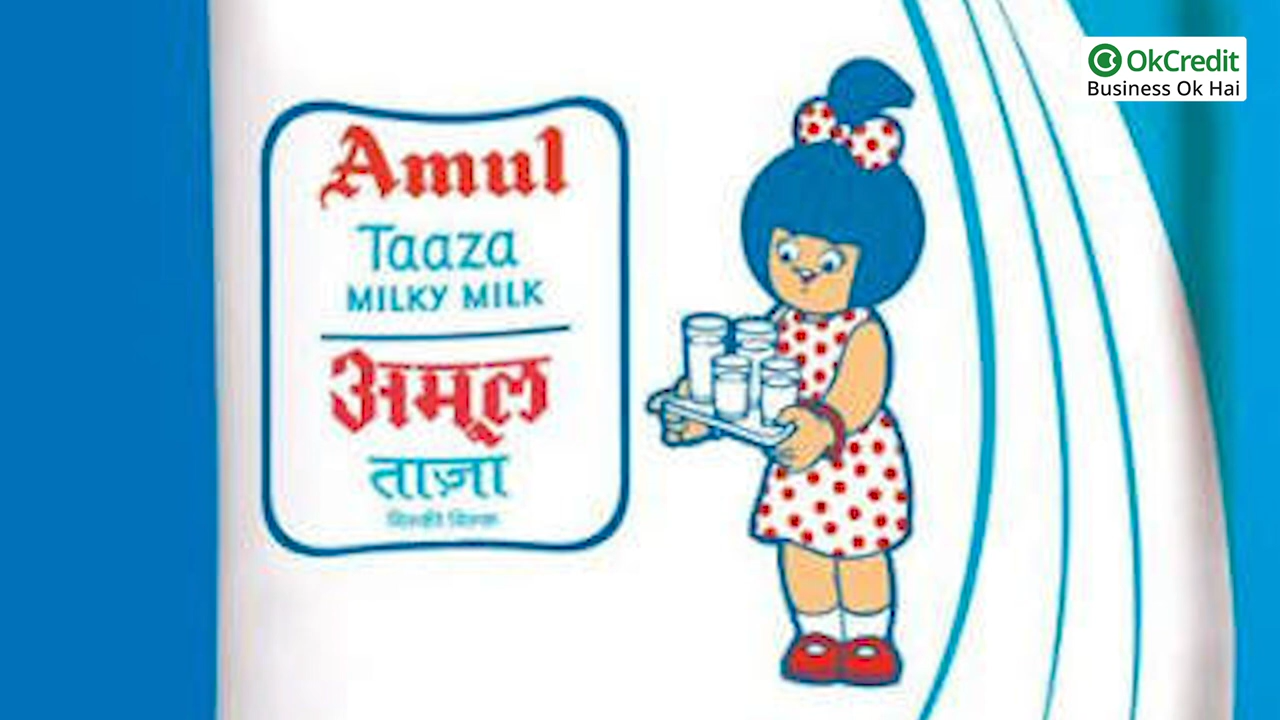 Amul
Taaza
MILKY MILK
अमूल
ताज़ा
मिल्की मिल्क
OkCredit
Business Ok Hai